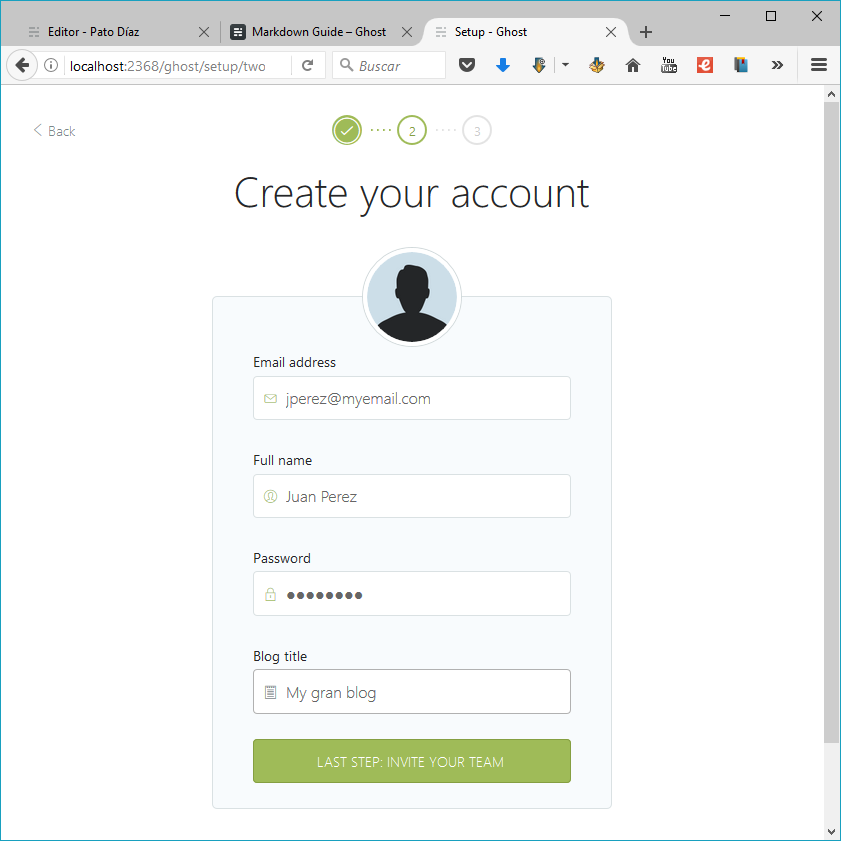 Editor - Pato Díaz
Markdown Guide – Ghost
Setup - Ghost
localhost:2368/ghost/setup/two
Buscar
You
Tube
Back
2
3
Create your account
Email address
jperez@myemail.com
Full name
Juan Perez
Password
●●●●●●●●
Blog title
My gran blog
LAST STEP: INVITE YOUR TEAM